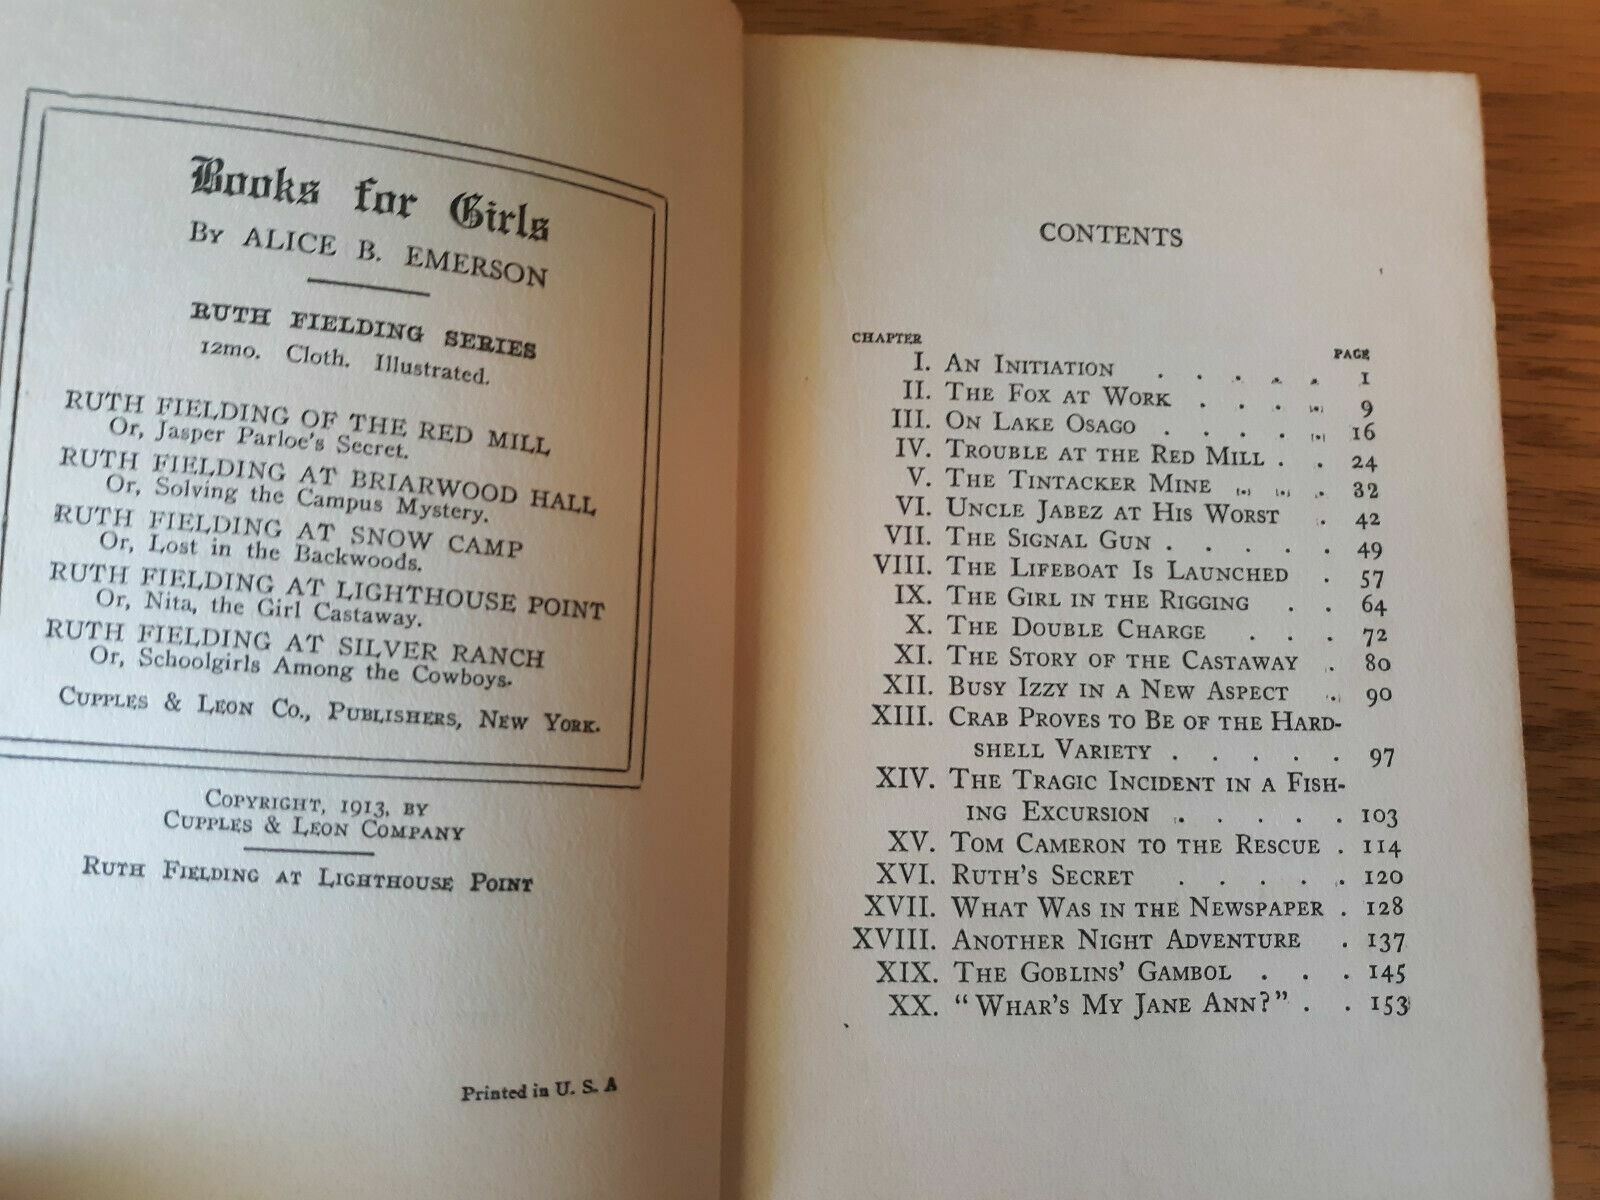 Books for Girls
By ALICE B. EMERSON
RUTH FIELDING SERIES
12mo. Cloth. Illustrated.
RUTH FIELDING OF THE RED MILL
Or, Jasper Parloe's Secret.
RUTH FIELDING AT BRIARWOOD HALL
Or, Solving the Campus Mystery.
RUTH FIELDING AT SNOW CAMP
Or, Lost in the Backwoods.
RUTH FIELDING AT LIGHTHOUSE POINT
Or, Nita, the Girl Castaway.
RUTH FIELDING AT SILVER RANCH
Or, Schoolgirls Among the Cowboys.
CUPPLES & LEON CO., PUBLISHERS, NEW YORK.
COPYRIGHT, 1913, BY
CUPPLES & LEON COMPANY
RUTH FIELDING AT LIGHTHOUSE POINT
Printed in U. S. A
CONTENTS
CHAPTER PAGE
I. AN INITIATION . . . . . 1
II. THE FOX AT WORK . . . . 9
III. ON LAKE OSAGO . . . . . 16
IV. TROUBLE AT THE RED MILL . . 24
V. THE TINTACKER MINE . . . 32
VI. UNCLE JABEZ AT HIS WORST . 42
VII. THE SIGNAL GUN . . . . . 49
VIII. THE LIFEBOAT IS LAUNCHED . 57
IX. THE GIRL IN THE RIGGING . . 64
X. THE DOUBLE CHARGE . . . 72
XI. THE STORY OF THE CASTAWAY . 80
XII. BUSY IZZY IN A NEW ASPECT . 90
XIII. CRAB PROVES TO BE OF THE HARD-
SHELL VARIETY . . . . . 97
XIV. THE TRAGIC INCIDENT IN A FISH-
ING EXCURSION . . . . . 103
XV. TOM CAMERON TO THE RESCUE . 114
XVI. RUTH'S SECRET . . . . . 120
XVII. WHAT WAS IN THE NEWSPAPER . 128
XVIII. ANOTHER NIGHT ADVENTURE . 137
XIX. THE GOBLINS' GAMBOL . . . 145
XX. "WHAR'S MY JANE ANN?" . . 153